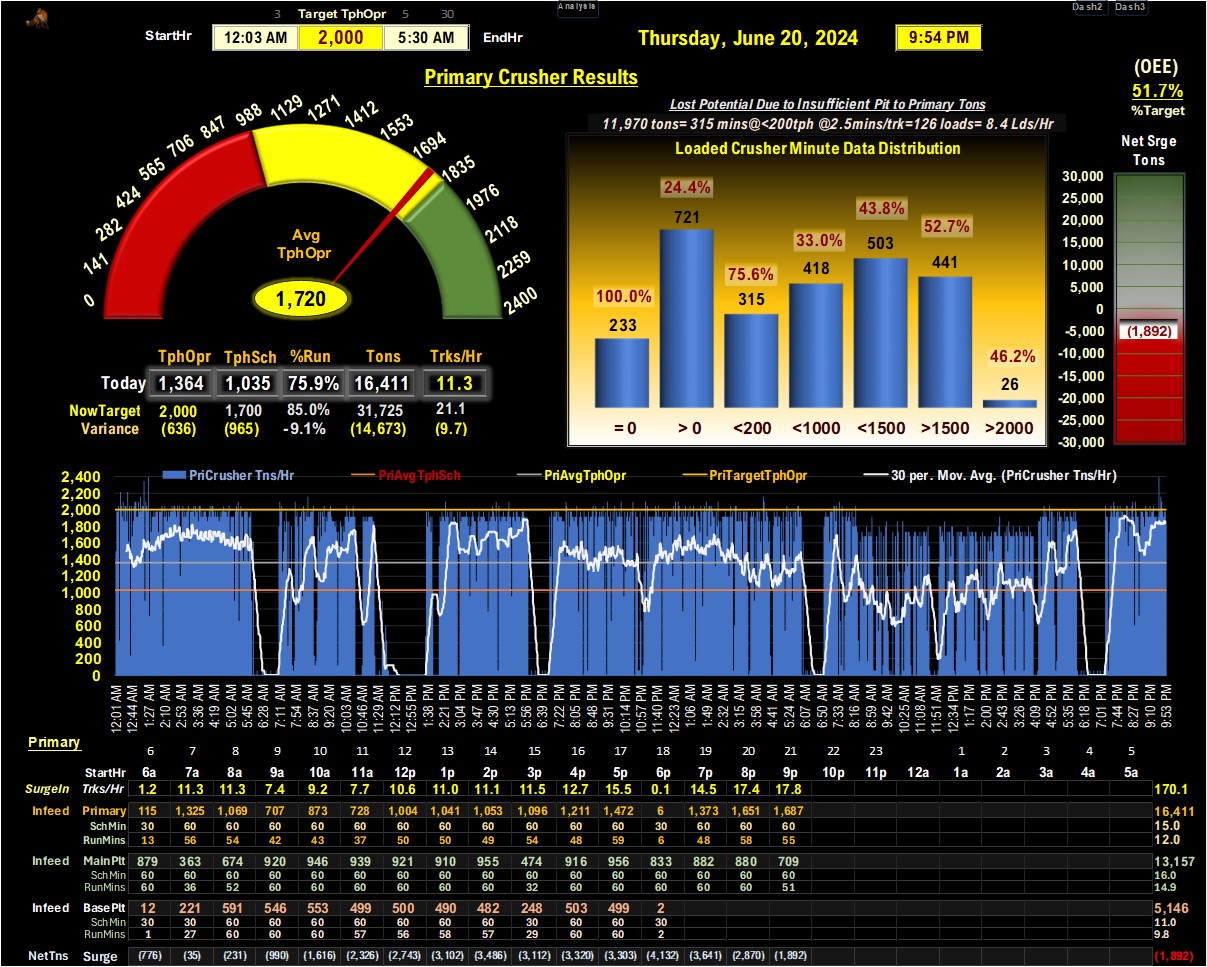 3 Target TphOpr 5 30
Analysis
Dash2 Dash3
StartHr 12:03 AM 2,000 5:30 AM EndHr
Thursday, June 20, 2024 9:54 PM
Primary Crusher Results
(OEE)
51.7%
%Target
Lost Potential Due to Insufficient Pit to Primary Tons
11,970 tons= 315 mins@<200tph @2.5mins/trk=126 loads= 8.4 Lds/Hr
0 141 282 424 565 706 847 988 1129 1271 1412 1553 1694 1835 1976 2118 2259 2400
Avg
TphOpr
1,720
TphOpr TphSch %Run Tons Trks/Hr
Today 1,364 1,035 75.9% 16,411 11.3
NowTarget 2,000 1,700 85.0% 31,725 21.1
Variance (636) (965) -9.1% (14,673) (9.7)
Loaded Crusher Minute Data Distribution
100.0% 24.4% 75.6% 33.0% 43.8% 52.7% 46.2%
233 721 315 418 503 441 26
= 0 > 0 <200 <1000 <1500 >1500 >2000
Net Srge
Tons
30,000
25,000
20,000
15,000
10,000
5,000
0
-5,000
-10,000
-15,000
-20,000
-25,000
-30,000
(1,892)
PriCrusher Tns/Hr PriAvgTphSch PriAvgTphOpr PriTargetTphOpr 30 per. Mov. Avg. (PriCrusher Tns/Hr)
2,400
2,200
2,000
1,800
1,600
1,400
1,200
1,000
800
600
400
200
0
12:01 AM 12:44 AM 1:27 AM 2:10 AM 2:53 AM 3:36 AM 4:19 AM 5:02 AM 5:45 AM 6:28 AM 7:11 AM 7:54 AM 8:37 AM 9:20 AM 10:03 AM 10:46 AM 11:29 AM 12:12 PM 12:55 PM 1:38 PM 2:21 PM 3:04 PM 3:47 PM 4:30 PM 5:13 PM 5:56 PM 6:39 PM 7:22 PM 6:05 PM 8:48 PM 9:31 PM 10:14 PM 10:57 PM 11:40 PM 12:23 AM 1:06 AM 1:49 PM 2:32 PM 3:15 PM 3:58 PM 4:41 PM 5:24 PM 6:07 PM 6:50 PM 7:33 PM 8:16 PM 8:59 PM 9:42 PM 10:25 AM 11:08 AM 11:51 AM 12:34 PM 1:17 PM 2:00 PM 2:43 PM 3:26 PM 4:09 PM 4:52 PM 5:35 PM 6:18 PM 7:01 PM 7:44 PM 8:27 PM 9:10 PM 9:53 PM
Primary 6 7 8 9 10 11 12 13 14 15 16 17 18 19 20 21 22 23 1 2 3 4 5
StartHr 6a 7a 8a 9a 10a 11a 12p 1p 2p 3p 4p 5p 6p 7p 8p 9p 10p 11p 12a 1a 2a 3a 4a 5a
SurgeIn Trks/Hr 1.2 11.3 11.3 7.4 9.2 7.7 10.6 11.0 11.1 11.5 12.7 15.5 0.1 14.5 17.4 17.8 170.1
Infeed Primary 115 1,325 1,069 707 873 728 1,004 1,041 1,053 1,096 1,211 1,472 6 1,373 1,651 1,687 16,411
SchMin 30 60 60 60 60 60 60 60 60 60 60 60 30 60 60 60 15.0
RunMins 13 56 54 42 43 37 50 50 49 54 48 59 6 48 58 55 12.0
Infeed MainPlt 879 363 674 920 946 939 921 910 955 474 916 956 833 882 880 709 13,157
SchMin 60 60 60 60 60 60 60 60 60 60 60 60 60 60 60 60 16.0
RunMins 60 36 52 60 60 60 60 60 60 32 60 60 60 60 60 51 14.9
Infeed BasePlt 12 221 591 546 553 499 500 490 482 248 503 499 2 5,146
SchMin 30 30 60 60 60 60 60 60 60 30 60 60 30 11.0
RunMins 1 27 60 60 60 57 56 58 57 29 60 60 2 9.8
NetTns Surge (776) (35) (231) (990) (1,616) (2,326) (2,743) (3,102) (3,486) (3,112) (3,320) (3,303) (4,132) (3,641) (2,870) (1,892) (1,892)